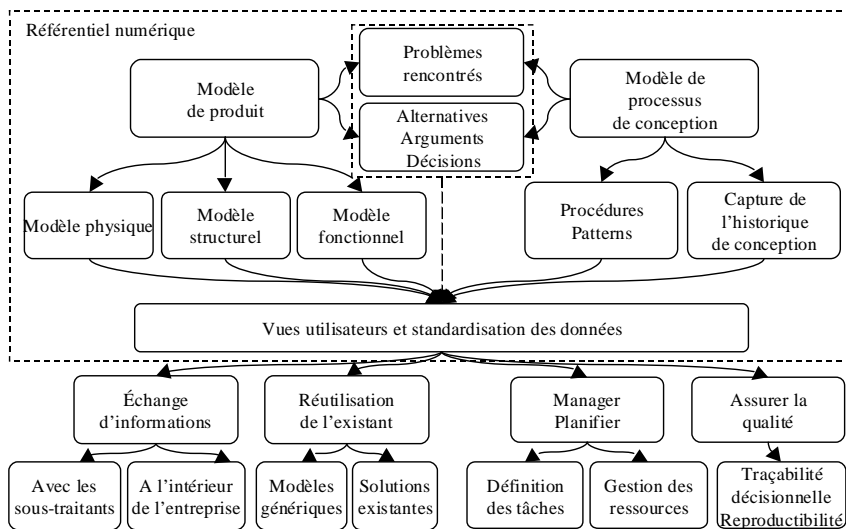 Référentiel numérique
Problèmes
rencontrés
Modèle
de produit
Modèle de
processus
de conception
Alternatives
Arguments
Décisions
Modèle physique
Modèle
structurel
Modèle
fonctionnel
Procédures
Patterns
Capture de
l’historique
de conception
Vues utilisateurs et standardisation des données
Échange
d’informations
Réutilisation
de l’existant
Manager
Planifier
Assurer la
qualité
Avec les
sous-traitants
A l’intérieur
de l’entreprise
Modèles
génériques
Solutions
existantes
Définition
des tâches
Gestion des
ressources
Traçabilité
décisionnelle
Reproductibilité